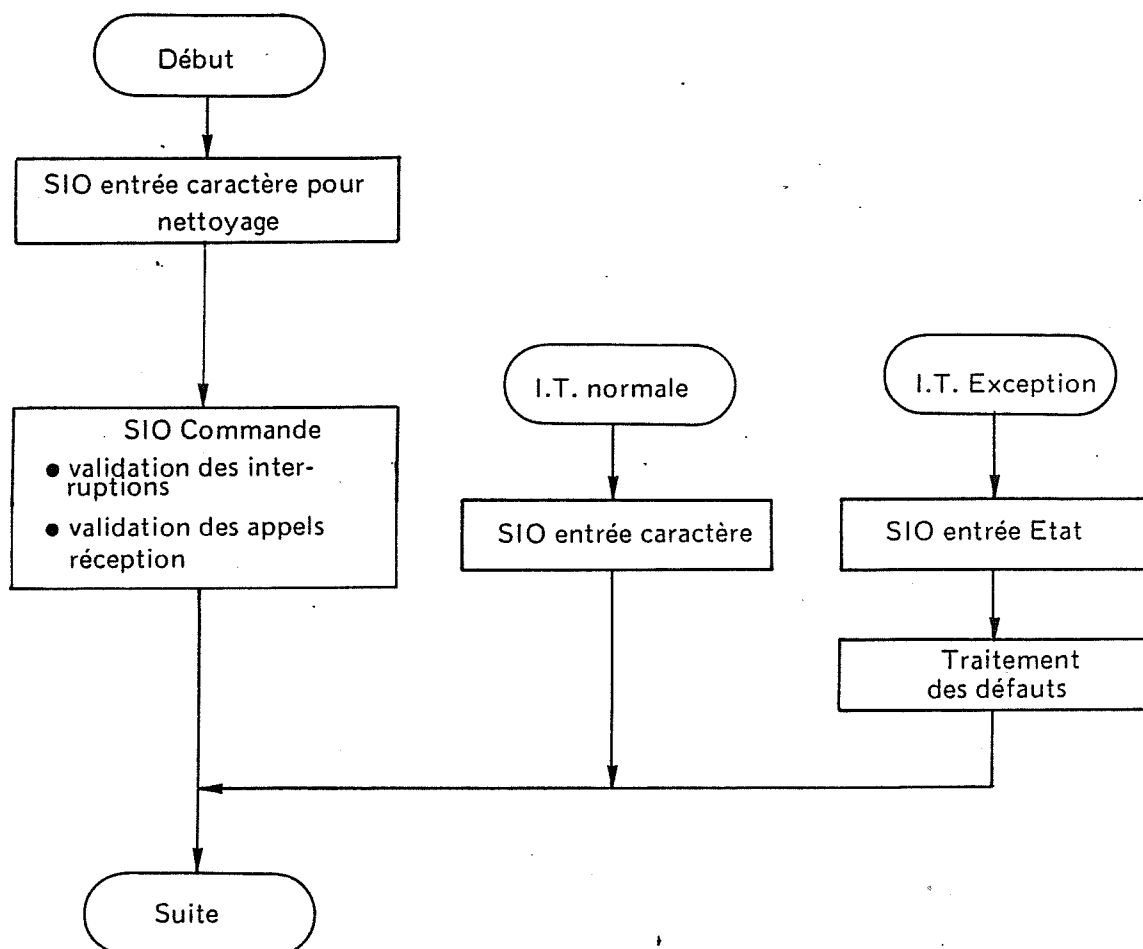 Début
SIO entrée caractère pour
nettoyage
SIO Commande
● validation des inter-
ruptions
● validation des appels
réception
I.T. normale
SIO entrée caractère
I.T. Exception
SIO entrée Etat
Traitement
des défauts
Suite